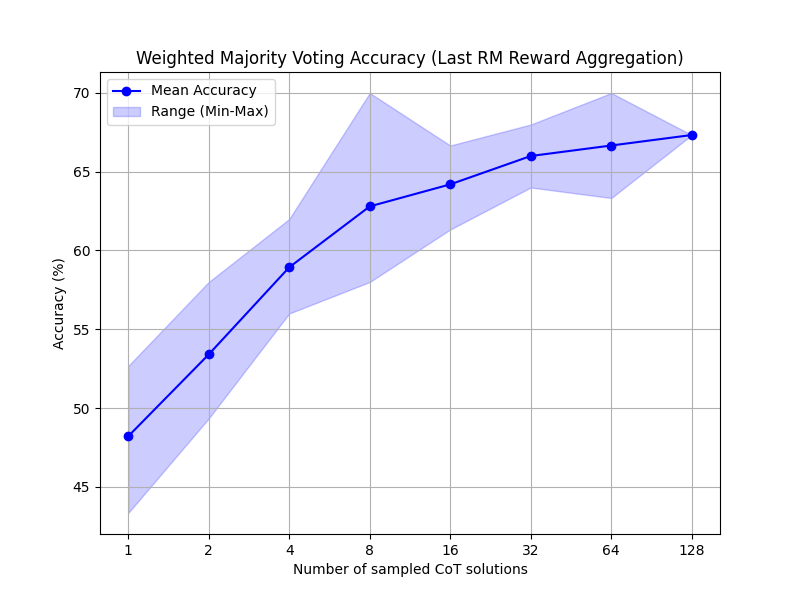 Weighted Majority Voting Accuracy (Last RM Reward Aggregation)
Mean Accuracy
Range (Min-Max)
70
65
60
55
50
45
Accuracy (%)
1 2 4 8 16 32 64 128
Number of sampled CoT solutions